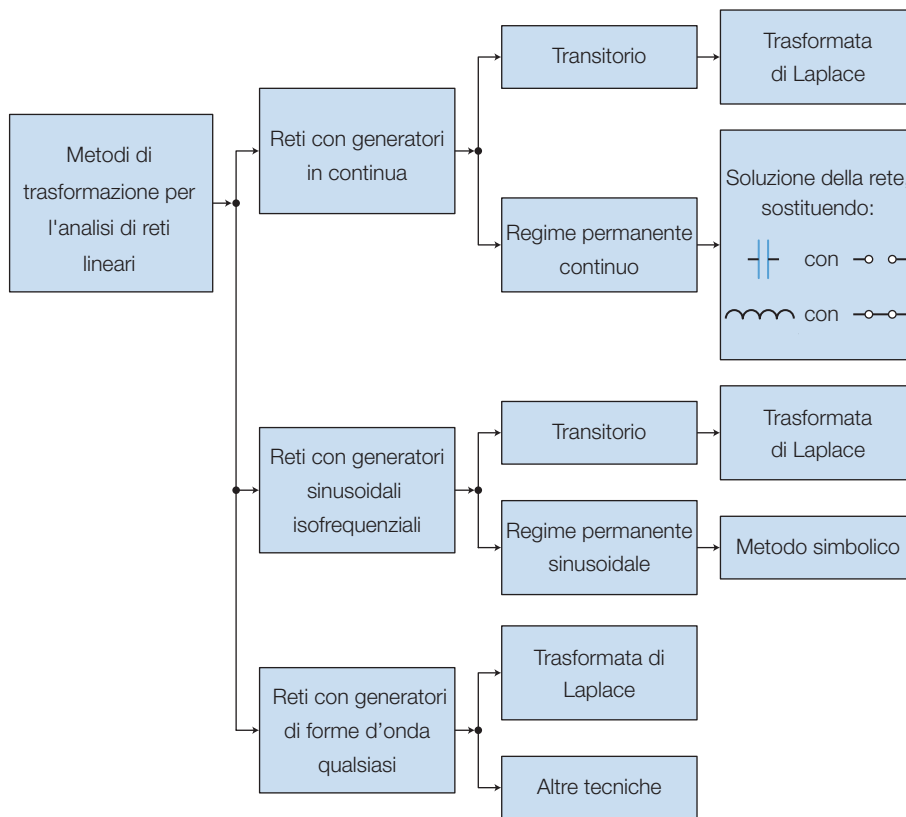 Metodi di
trasformazione per
l'analisi di reti
lineari
Reti con generatori
in continua
Transitorio
Trasformata
di Laplace
Regime permanente
continuo
Soluzione della rete
sostituendo:
con
con
Reti con generatori
sinusoidali
isofrequenziali
Transitorio
Trasformata
di Laplace
Regime permanente
sinusoidale
Metodo simbolico
Reti con generatori
di forme d’onda
qualsiasi
Trasformata di
Laplace
Altre tecniche